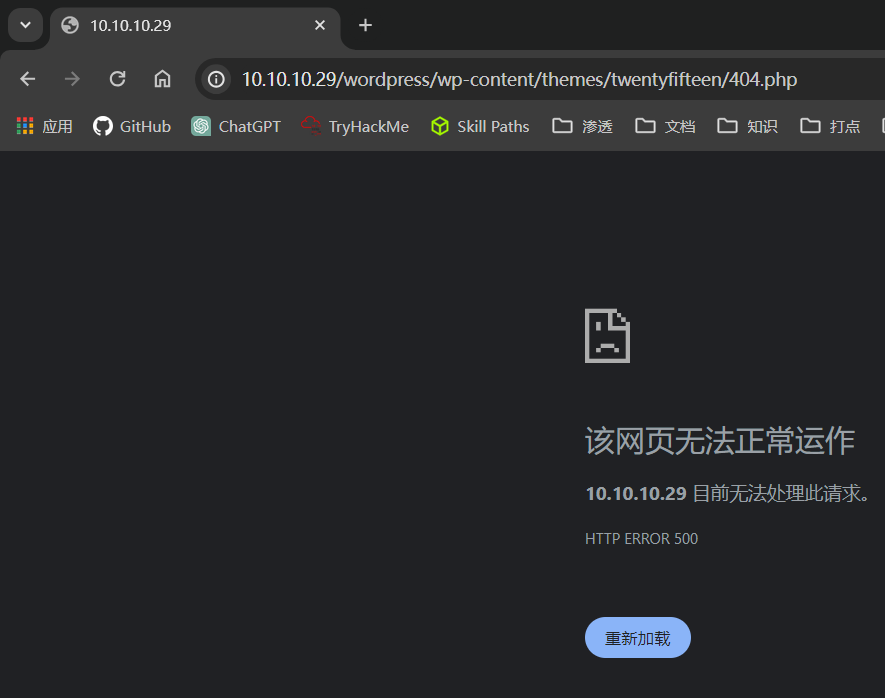 10.10.10.29
10.10.10.29/wordpress/wp-content/themes/twentyfifteen/404.php
应用 GitHub ChatGPT TryHackMe Skill Paths 渗透 文档 知识 打点
该网页无法正常运作
10.10.10.29 目前无法处理此请求。
HTTP ERROR 500
重新加载